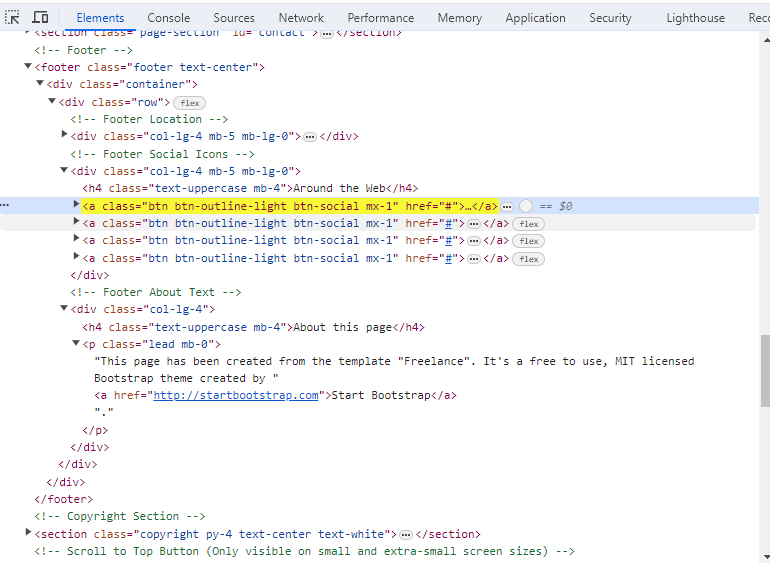 Elements Console Sources Network Performance Memory Application Security Lighthouse Reco
<section class="page-section" id="contact">…</section>
<!-- Footer -->
<footer class="footer text-center">
<div class="container">
<div class="row"> flex
<!-- Footer Location -->
<div class="col-lg-4 mb-5 mb-lg-0">…</div>
<!-- Footer Social Icons -->
<div class="col-lg-4 mb-5 mb-lg-0">
<h4 class="text-uppercase mb-4">Around the Web</h4>
<a class="btn btn-outline-light btn-social mx-1" href="#">…</a> … == $0
<a class="btn btn-outline-light btn-social mx-1" href="#">…</a> flex
<a class="btn btn-outline-light btn-social mx-1" href="#">…</a> flex
<a class="btn btn-outline-light btn-social mx-1" href="#">…</a> flex
</div>
<!-- Footer About Text -->
<div class="col-lg-4">
<h4 class="text-uppercase mb-4">About this page</h4>
<p class="lead mb-0">
"This page has been created from the template "Freelance". It's a free to use, MIT licensed
Bootstrap theme created by "
<a href="http://startbootstrap.com">Start Bootstrap</a>
"."
</p>
</div>
</div>
</div>
</footer>
<!-- Copyright Section -->
<section class="copyright py-4 text-center text-white">…</section>
<!-- Scroll to Top Button (Only visible on small and extra-small screen sizes) -->